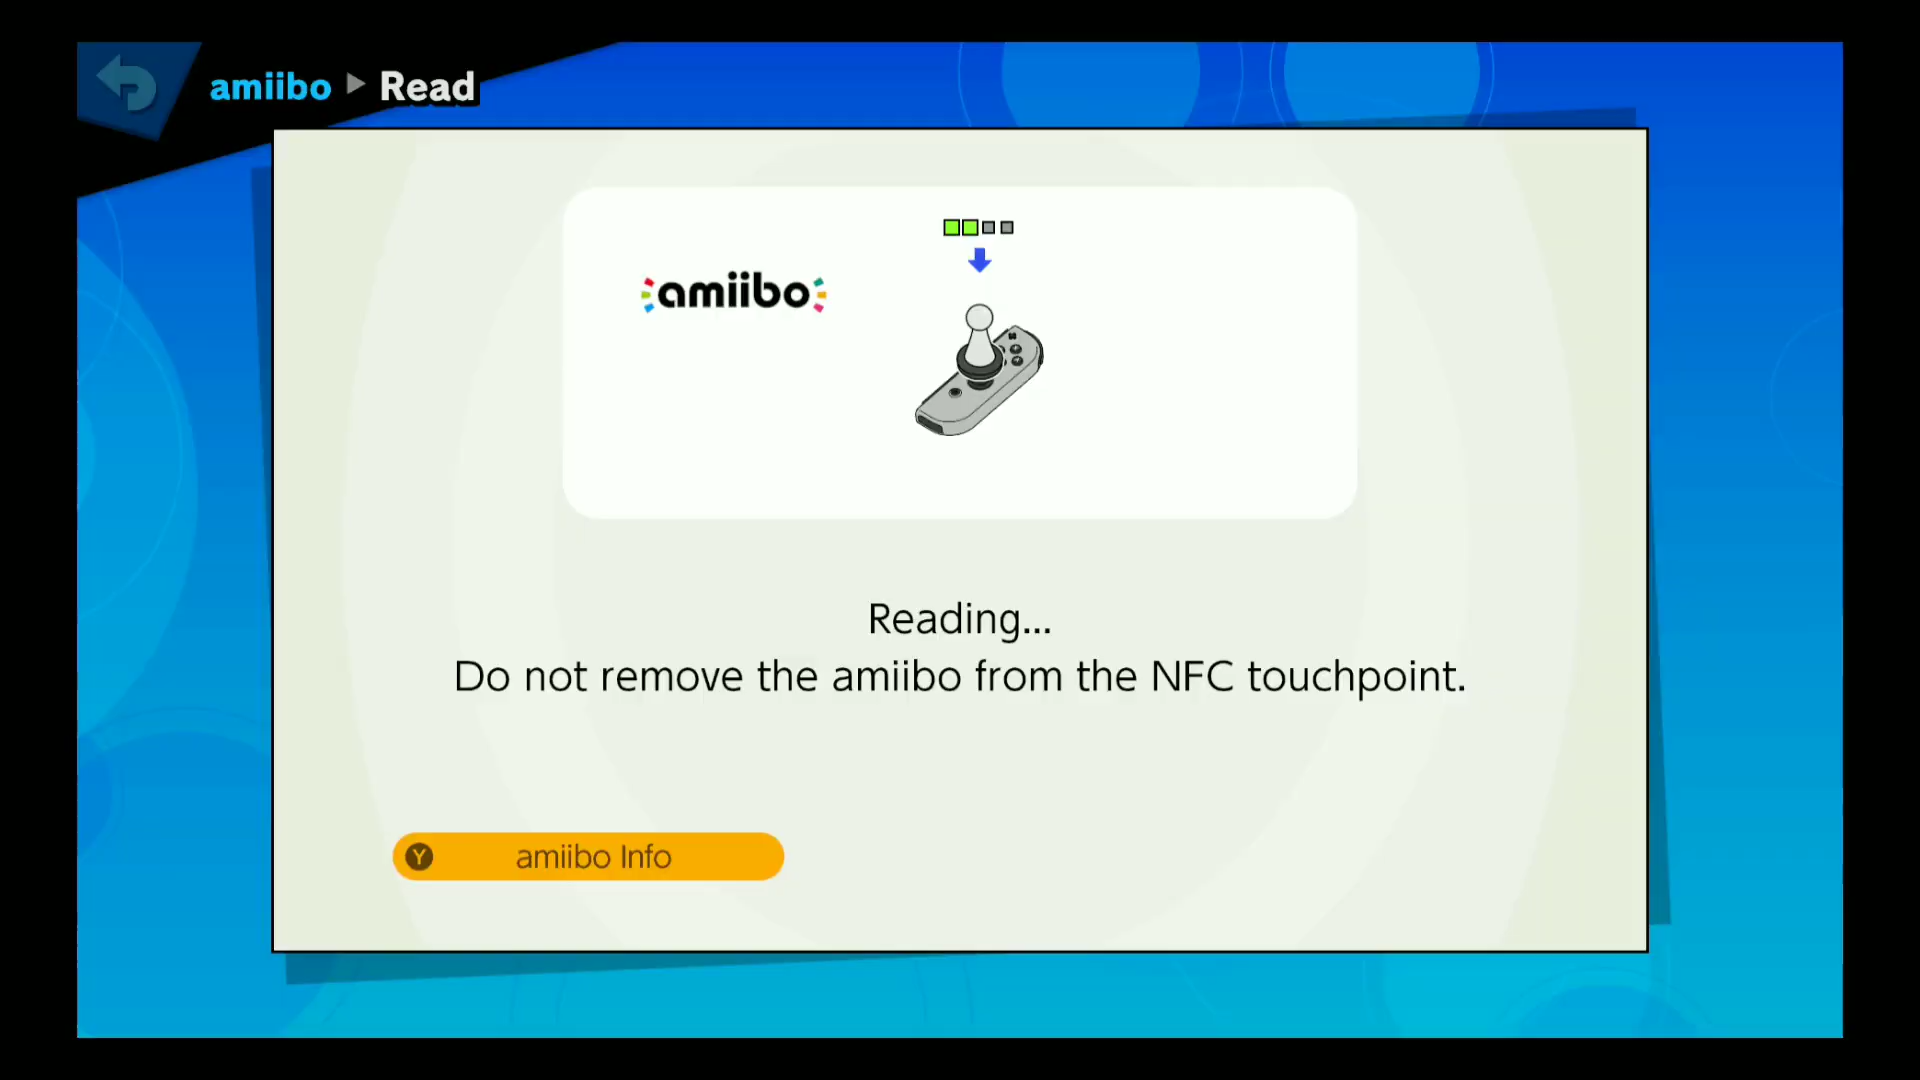 amiibo ▶ Read
amiibo
Reading...
Do not remove the amiibo from the NFC touchpoint.
Y amiibo Info